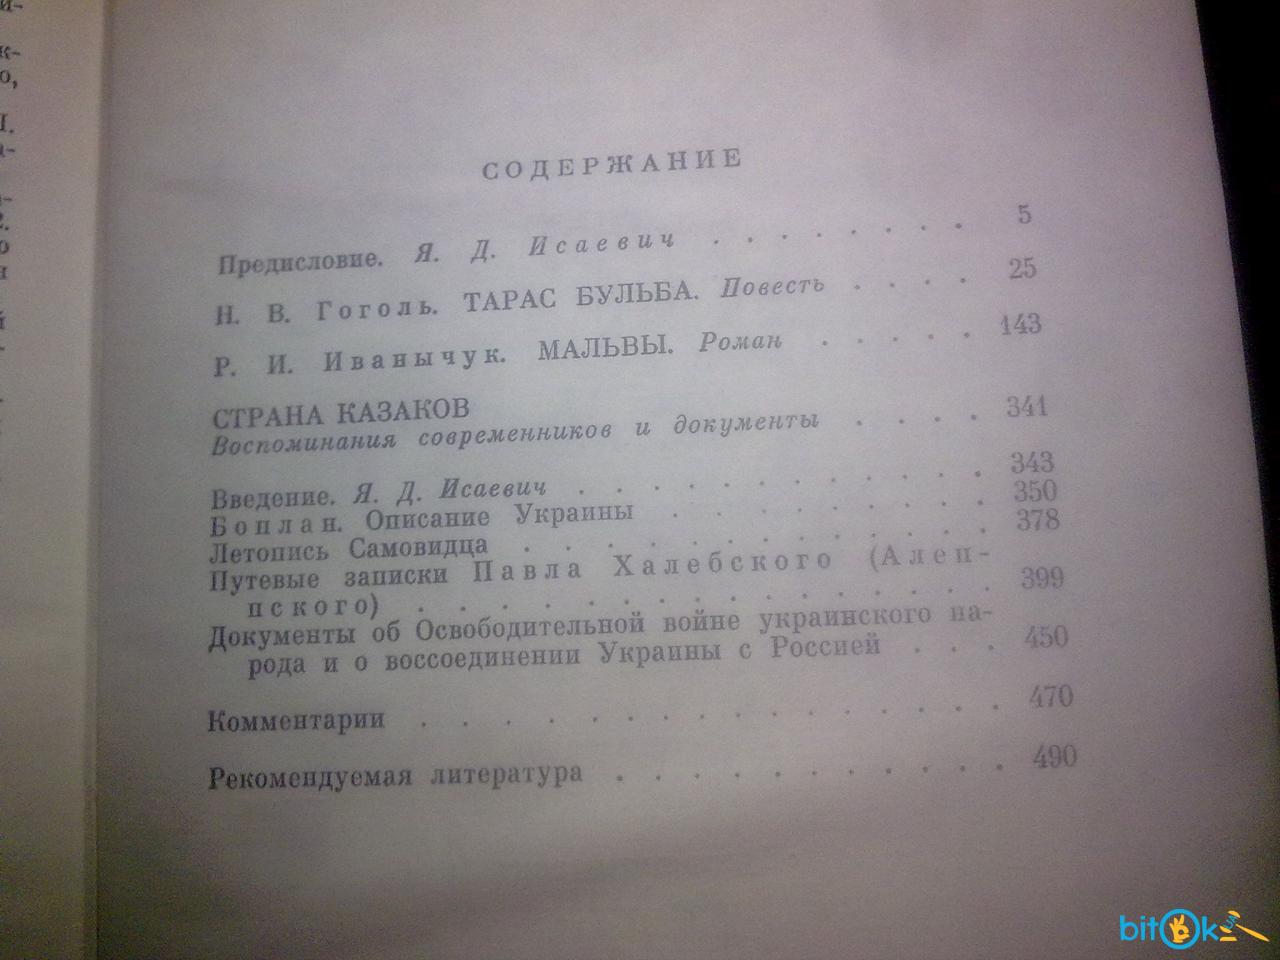 СОДЕРЖАНИЕ
Предисловие. Я. Д. Исаевич . . . . . . . . 5
Н. В. Гоголь. ТАРАС БУЛЬБА. Повесть . . . . 25
Р. И. Иванычук. МАЛЬВЫ. Роман . . . . . 143
СТРАНА КАЗАКОВ
Воспоминания современников и документы . . . . 341
Введение. Я. Д. Исаевич . . . . . . . . . . . . 343
Боплан. Описание Украины . . . . . . . . . 350
Летопись Самовидца . . . . . . . . . . . . 378
Путевые записки Павла Халебского (Алеп-
пского) . . . . . . . . . . . . . . . . 399
Документы об Освободительной войне украинского на-
рода и о воссоединении Украины с Россией . . . 450
Комментарии . . . . . . . . . . . . . . . . 470
Рекомендуемая литература . . . . . . . . . . 490
bitOk